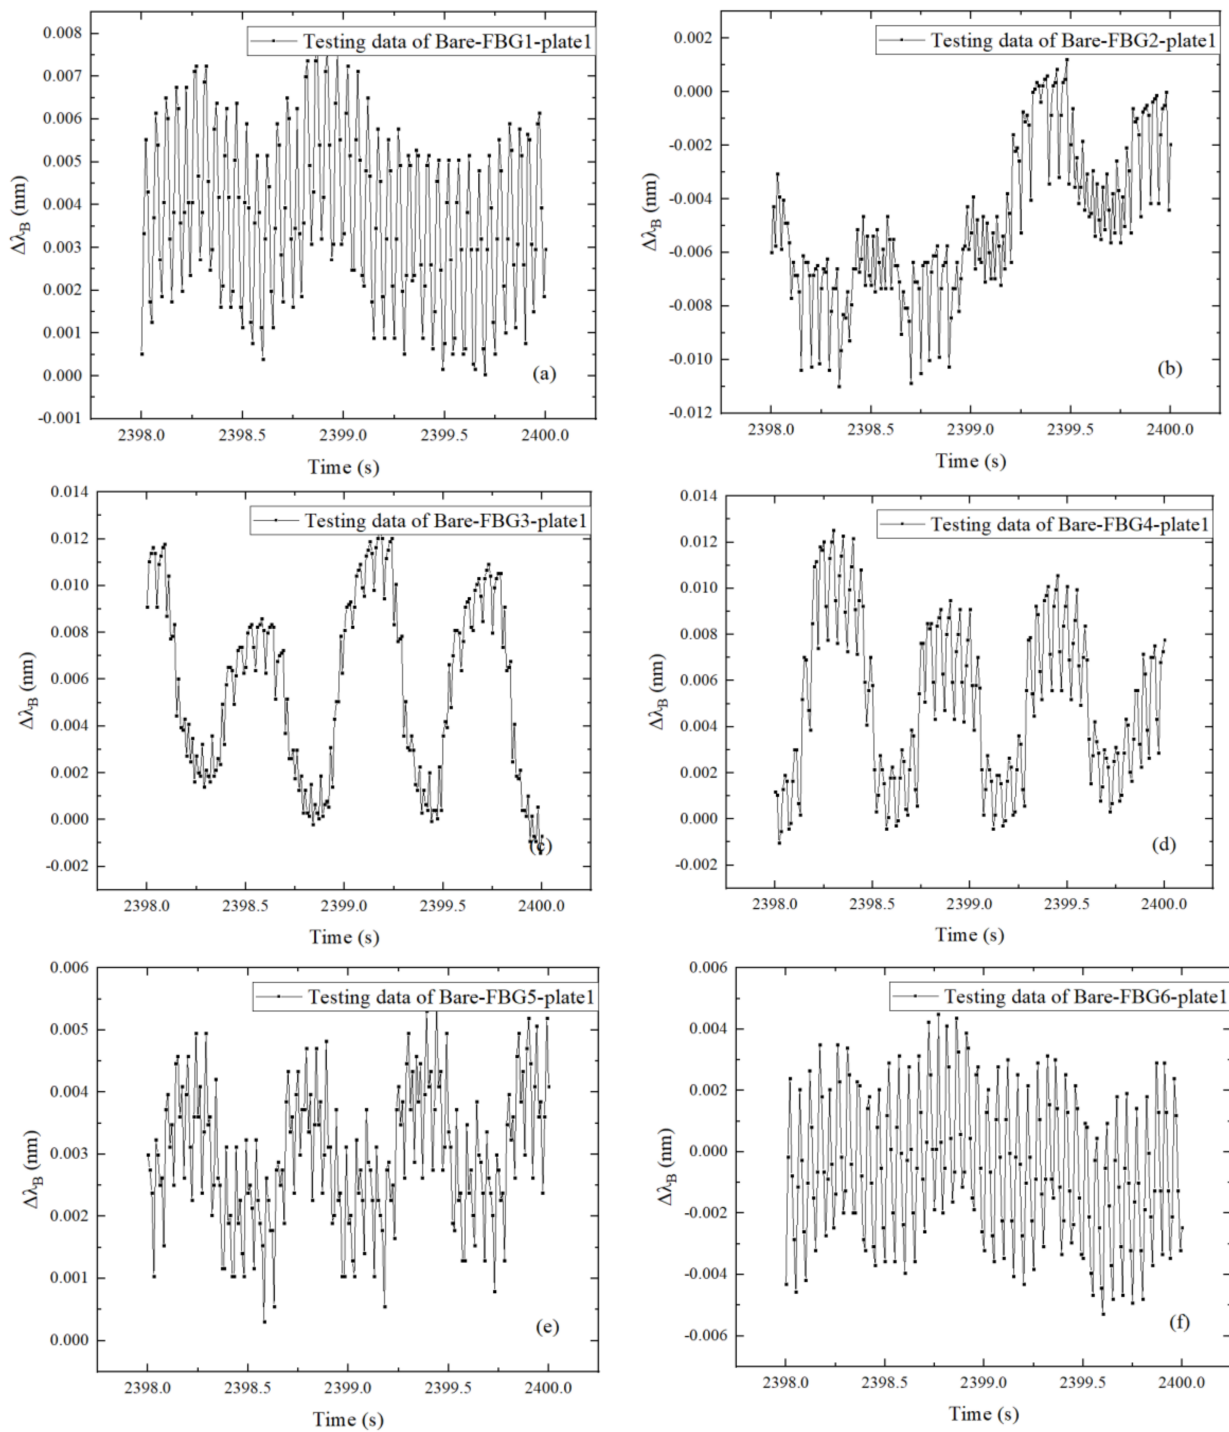 0.008
0.007
0.006
0.005
0.004
0.003
0.002
0.001
0.000
-0.001
ΔλB (nm)
Testing data of Bare-FBG1-plate1
(a)
2398.0 2398.5 2399.0 2399.5 2400.0
Time (s)
0.002
0.000
-0.002
-0.004
-0.006
-0.008
-0.010
-0.012
ΔλB (nm)
Testing data of Bare-FBG2-plate1
(b)
2398.0 2398.5 2399.0 2399.5 2400.0
Time (s)
0.014
0.012
0.010
0.008
0.006
0.004
0.002
0.000
-0.002
ΔλB (nm)
Testing data of Bare-FBG3-plate1
(c)
2398.0 2398.5 2399.0 2399.5 2400.0
Time (s)
0.014
0.012
0.010
0.008
0.006
0.004
0.002
0.000
-0.002
ΔλB (nm)
Testing data of Bare-FBG4-plate1
(d)
2398.0 2398.5 2399.0 2399.5 2400.0
Time (s)
0.006
0.005
0.004
0.003
0.002
0.001
0.000
ΔλB (nm)
Testing data of Bare-FBG5-plate1
(e)
2398.0 2398.5 2399.0 2399.5 2400.0
Time (s)
0.006
0.004
0.002
0.000
-0.002
-0.004
-0.006
ΔλB (nm)
Testing data of Bare-FBG6-plate1
(f)
2398.0 2398.5 2399.0 2399.5 2400.0
Time (s)